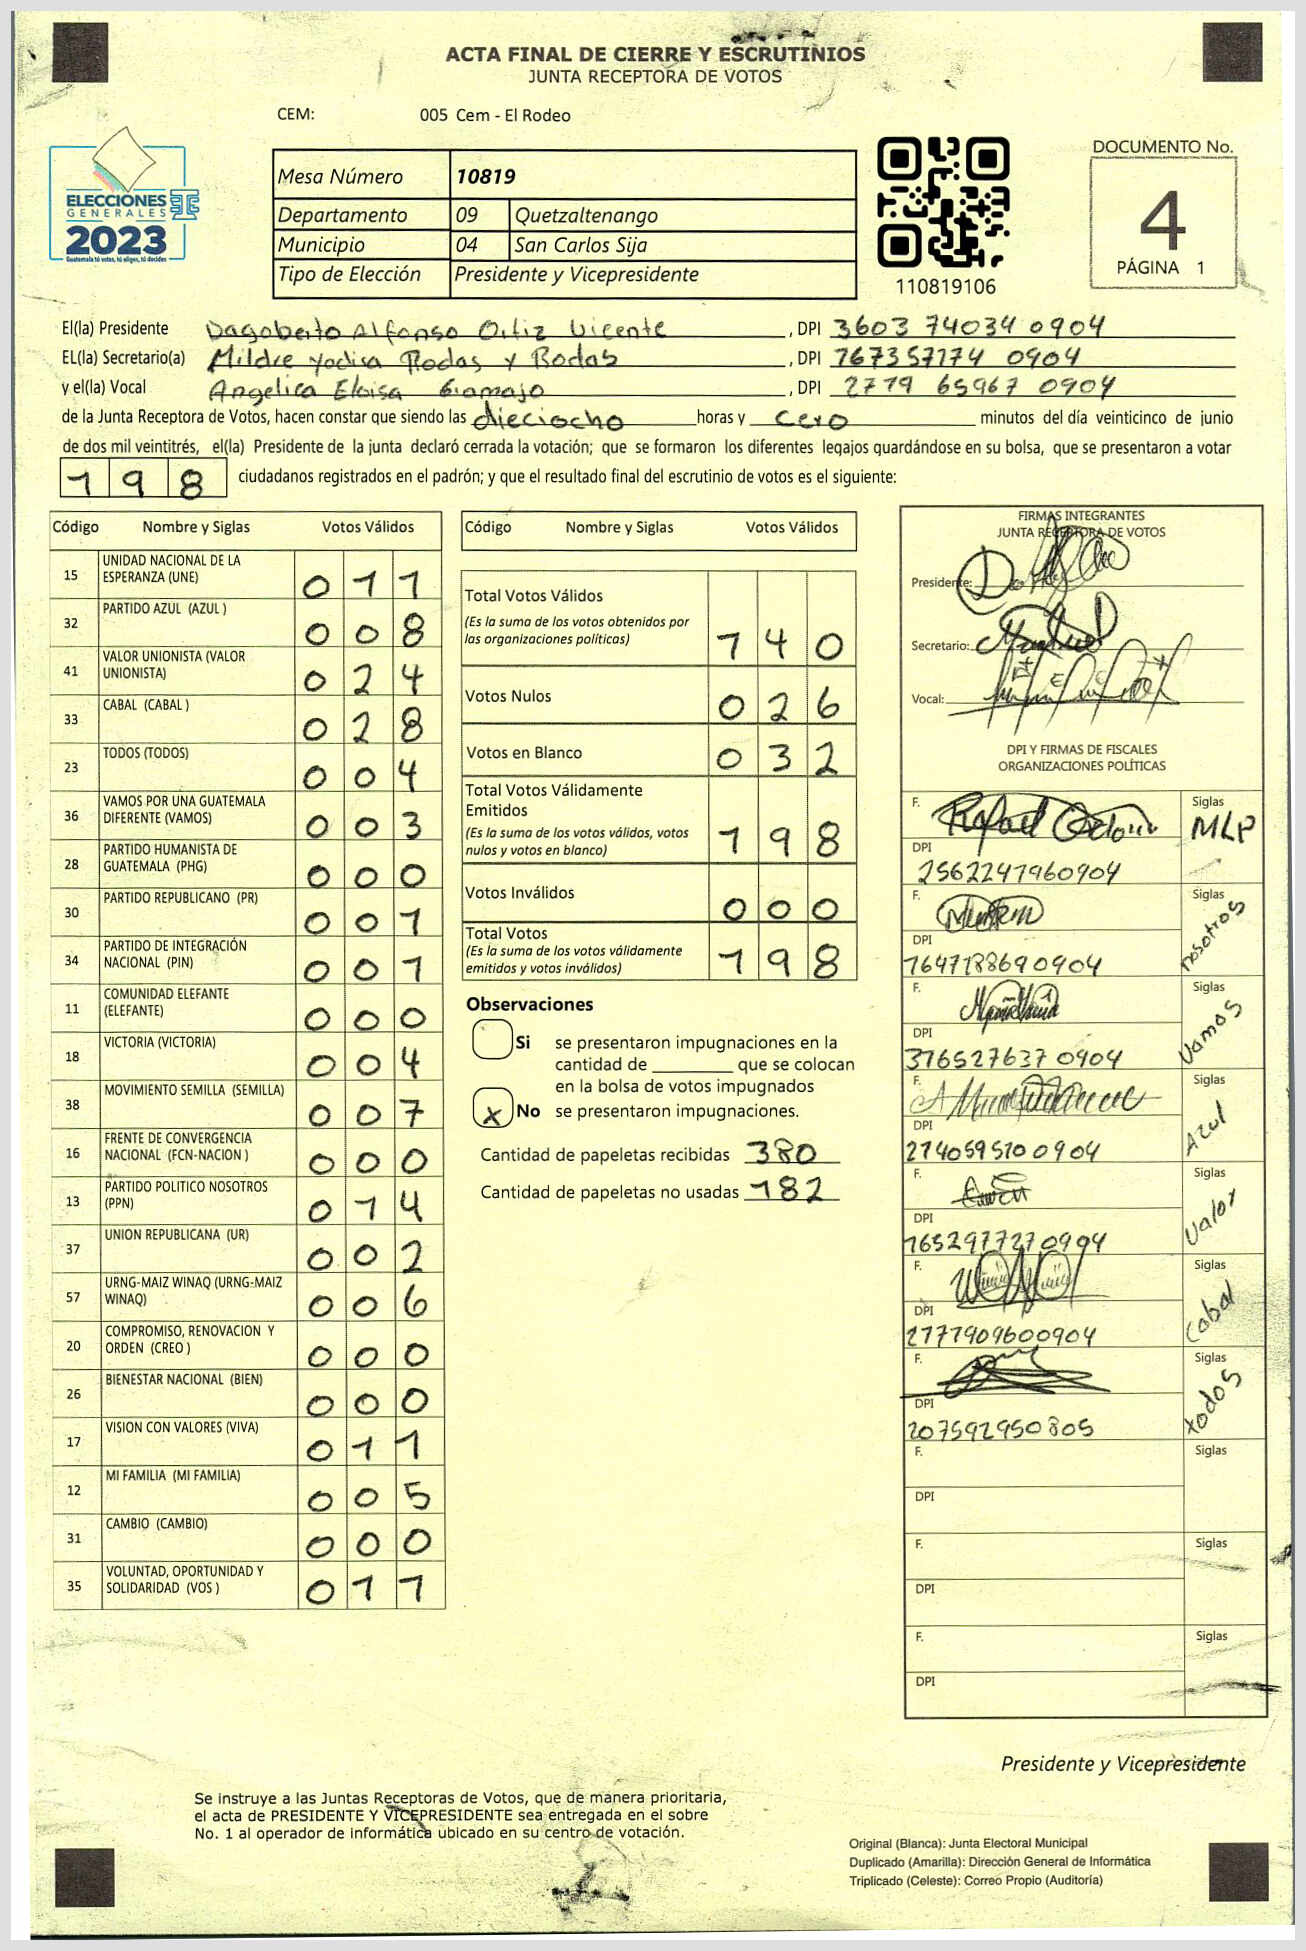 ACTA FINAL DE CIERRE Y ESCRUTINIOS
JUNTA RECEPTORA DE VOTOS
CEM: 005 Cem - El Rodeo
ELECCIONES
GENERALES
2023
Guatemala tú votas, tú eliges, tú decides
Mesa Número 10819
Departamento 09 Quetzaltenango
Municipio 04 San Carlos Sija
Tipo de Elección Presidente y Vicepresidente
110819106
DOCUMENTO No.
4
PÁGINA 1
El(la) Presidente Dagoberto Alfonso Ortiz Vicente, DPI 3603 74034 0904
EL(la) Secretario(a) Mildre Yodisa Rodas y Rodas, DPI 167357174 0904
y el(la) Vocal Angelica Eloisa Giamajo, DPI 2779 65967 0904
de la Junta Receptora de Votos, hacen constar que siendo las dieciocho horas y cero minutos del día veinticinco de junio
de dos mil veintitrés, el(la) Presidente de la junta declaró cerrada la votación; que se formaron los diferentes legajos guardándose en su bolsa, que se presentaron a votar
198 ciudadanos registrados en el padrón; y que el resultado final del escrutinio de votos es el siguiente:
Código Nombre y Siglas Votos Válidos
15 UNIDAD NACIONAL DE LA
ESPERANZA (UNE) 0 1 1
32 PARTIDO AZUL (AZUL ) 0 0 8
41 VALOR UNIONISTA (VALOR
UNIONISTA) 0 2 4
33 CABAL (CABAL ) 0 2 8
23 TODOS (TODOS) 0 0 4
36 VAMOS POR UNA GUATEMALA
DIFERENTE (VAMOS) 0 0 3
28 PARTIDO HUMANISTA DE
GUATEMALA (PHG) 0 0 0
30 PARTIDO REPUBLICANO (PR) 0 0 1
34 PARTIDO DE INTEGRACIÓN
NACIONAL (PIN) 0 0 1
11 COMUNIDAD ELEFANTE
(ELEFANTE) 0 0 0
18 VICTORIA (VICTORIA) 0 0 4
38 MOVIMIENTO SEMILLA (SEMILLA) 0 0 7
16 FRENTE DE CONVERGENCIA
NACIONAL (FCN-NACION ) 0 0 0
13 PARTIDO POLITICO NOSOTROS
(PPN) 0 1 4
37 UNION REPUBLICANA (UR) 0 0 2
57 URNG-MAIZ WINAQ (URNG-MAIZ
WINAQ) 0 0 6
20 COMPROMISO, RENOVACION Y
ORDEN (CREO ) 0 0 0
26 BIENESTAR NACIONAL (BIEN) 0 0 0
17 VISION CON VALORES (VIVA) 0 1 1
12 MI FAMILIA (MI FAMILIA) 0 0 5
31 CAMBIO (CAMBIO) 0 0 0
35 VOLUNTAD, OPORTUNIDAD Y
SOLIDARIDAD (VOS ) 0 1 1
Código Nombre y Siglas Votos Válidos
Total Votos Válidos
(Es la suma de los votos obtenidos por
las organizaciones políticas) 1 4 0
Votos Nulos 0 2 6
Votos en Blanco 0 3 2
Total Votos Válidamente
Emitidos
(Es la suma de los votos válidos, votos
nulos y votos en blanco) 1 9 8
Votos Inválidos 0 0 0
Total Votos
(Es la suma de los votos válidamente
emitidos y votos inválidos) 1 9 8
Observaciones
Si se presentaron impugnaciones en la
cantidad de ________ que se colocan
en la bolsa de votos impugnados
x No se presentaron impugnaciones.
Cantidad de papeletas recibidas 380
Cantidad de papeletas no usadas 182
FIRMAS INTEGRANTES
JUNTA RECEPTORA DE VOTOS
Presidente:
Secretario:
Vocal:
DPI Y FIRMAS DE FISCALES
ORGANIZACIONES POLÍTICAS
F. Siglas
MLP
DPI
2562247960904
F. Siglas
nosotros
DPI
1647188690904
F. Siglas
Vamos
DPI
376527637 0904
F. Siglas
Azul
DPI
274059570 0904
F. Siglas
Valor
DPI
1652977270904
F. Siglas
Cabal
DPI
2777909600904
F. Siglas
todos
DPI
207592950805
F. Siglas
DPI
F. Siglas
DPI
F. Siglas
DPI
Presidente y Vicepresidente
Se instruye a las Juntas Receptoras de Votos, que de manera prioritaria,
el acta de PRESIDENTE Y VICEPRESIDENTE sea entregada en el sobre
No. 1 al operador de informática ubicado en su centro de votación.
Original (Blanca): Junta Electoral Municipal
Duplicado (Amarilla): Dirección General de Informática
Triplicado (Celeste): Correo Propio (Auditoría)